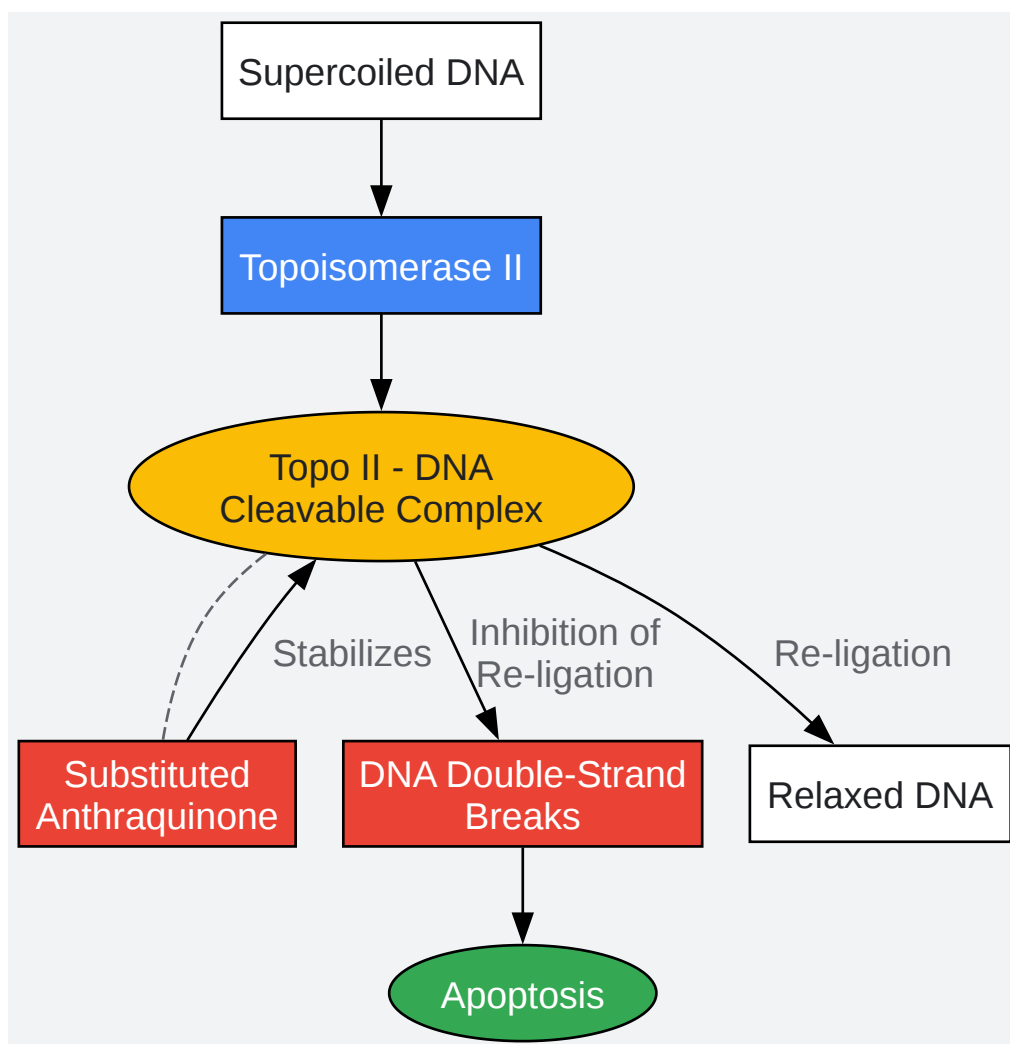 Supercoiled DNA
Topoisomerase II
Topo II - DNA
Cleavable Complex
Stabilizes
Inhibition of
Re-ligation
Re-ligation
Substituted
Anthraquinone
DNA Double-Strand
Breaks
Relaxed DNA
Apoptosis